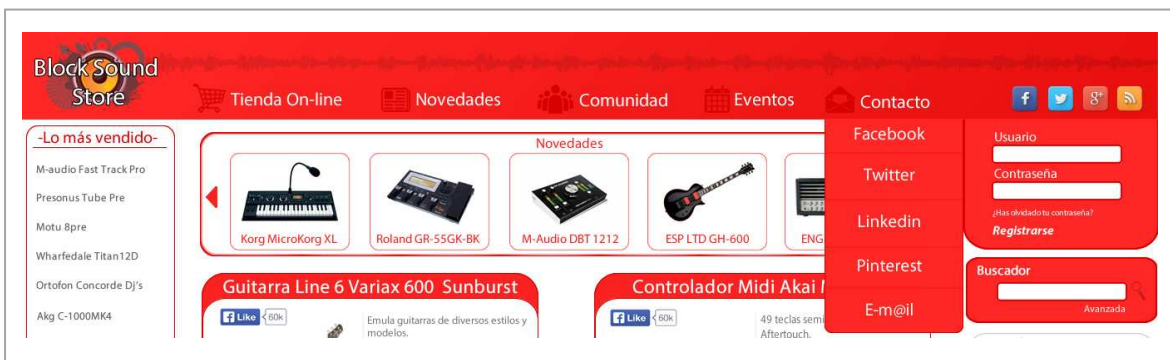 Block Sound
Store
Tienda On-line
Novedades
Comunidad
Eventos
Contacto
-Lo más vendido-
M-audio Fast Track Pro
Presonus Tube Pre
Motu 8pre
Wharfedale Titan12D
Ortofon Concorde Dj's
Akg C-1000MK4
Novedades
Korg MicroKorg XL
Roland GR-55GK-BK
M-Audio DBT 1212
ESP LTD GH-600
ENG
Facebook
Twitter
Linkedin
Pinterest
E-m@il
Usuario
Contraseña
¿Has olvidado tu contraseña?
Registrarse
Buscador
Avanzada
Guitarra Line 6 Variax 600 Sunburst
Like 60k
Emula guitarras de diversos estilos y
modelos.
Controlador Midi Akai
Like 60k
49 teclas semi
Aftertouch.